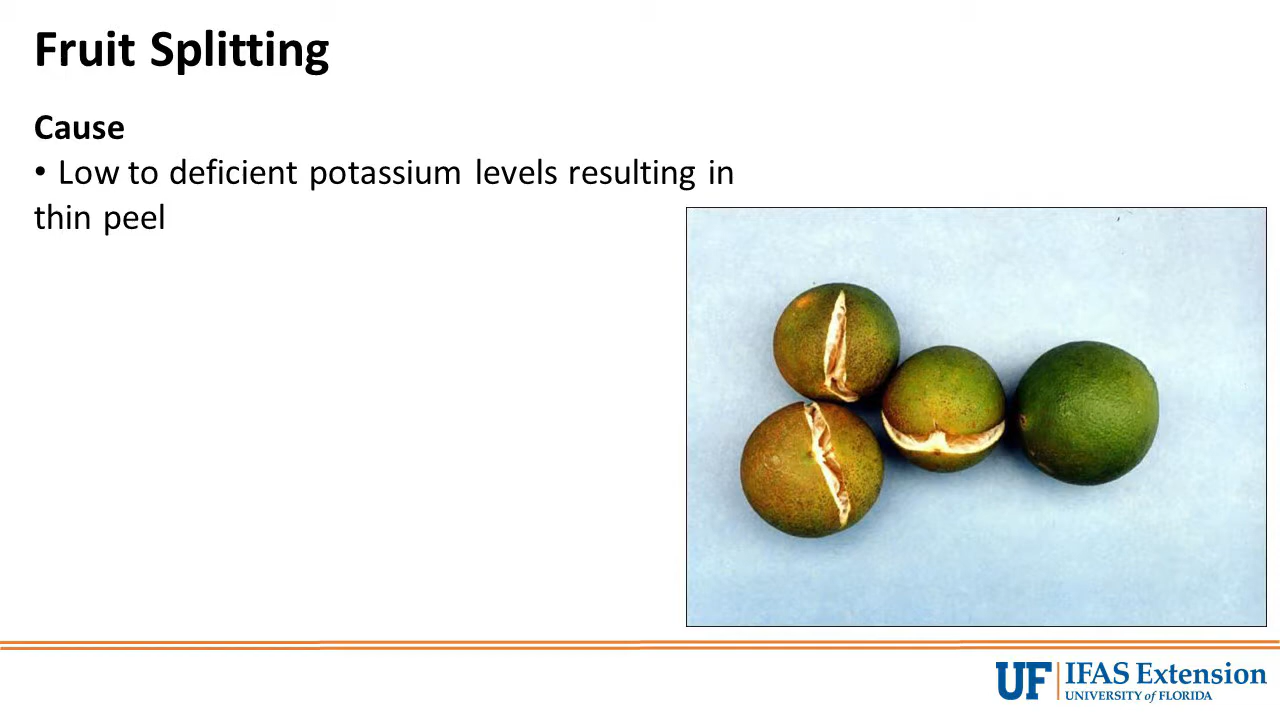 Fruit Splitting
Cause
• Low to deficient potassium levels resulting in
thin peel
UF IFAS Extension
UNIVERSITY of FLORIDA